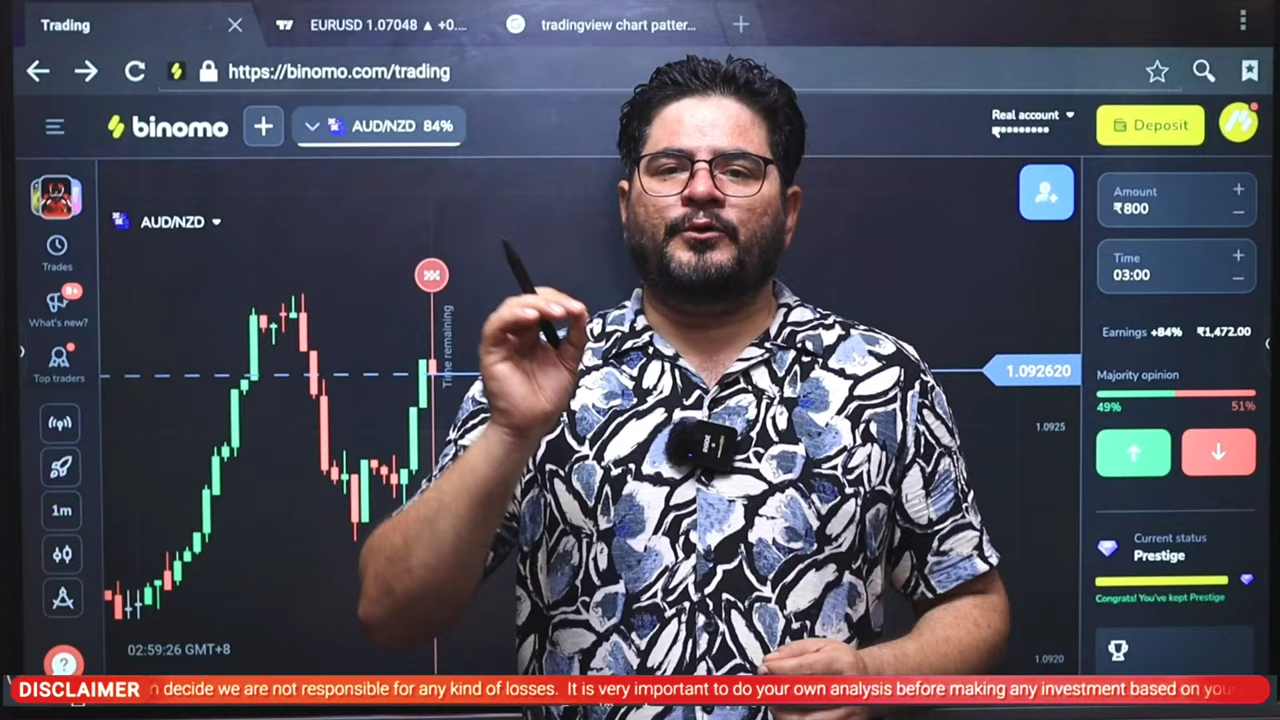 Trading
EURUSD 1.07048 ▲ +0....
tradingview chart patter...
https://binomo.com/trading
binomo
AUD/NZD 84%
Real account
₹•••••••••
Deposit
AUD/NZD
Trades
9+
What's new?
Top traders
1m
Time remaining
1.092620
1.0925
1.0920
Amount
₹800
Time
03:00
Earnings +84% ₹1,472.00
Majority opinion
49% 51%
Current status
Prestige
Congrats! You've kept Prestige
02:59:26 GMT+8
?
DISCLAIMER n decide we are not responsible for any kind of losses. It is very important to do your own analysis before making any investment based on you